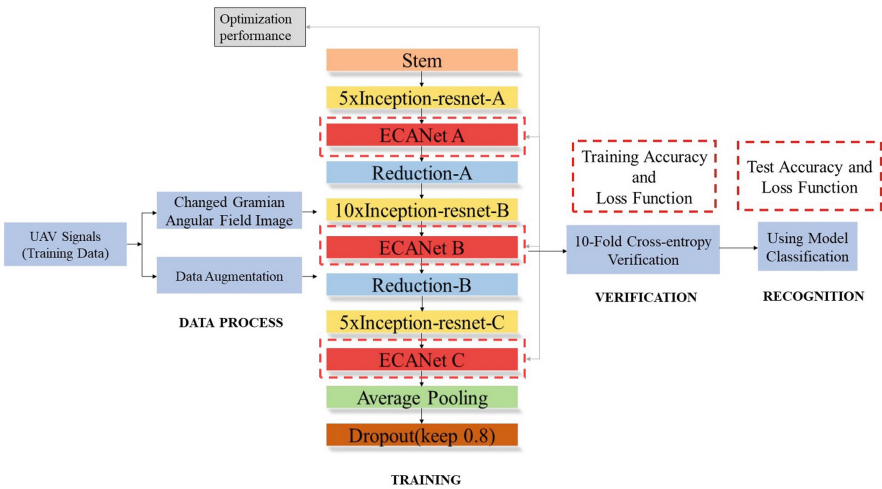 Optimization
performance
Stem
5xInception-resnet-A
ECANet A
Reduction-A
10xInception-resnet-B
ECANet B
Reduction-B
5xInception-resnet-C
ECANet C
Average Pooling
Dropout(keep 0.8)
TRAINING
UAV Signals
(Training Data)
Changed Gramian
Angular Field Image
Data Augmentation
DATA PROCESS
Training Accuracy
and
Loss Function
10-Fold Cross-entropy
Verification
VERIFICATION
Test Accuracy and
Loss Function
Using Model
Classification
RECOGNITION